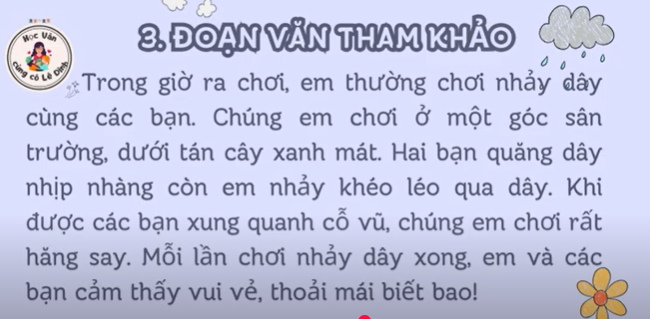 Học Văn
cùng cô Lê Dinh
3. ĐOẠN VĂN THAM KHẢO
Trong giờ ra chơi, em thường chơi nhảy dây
cùng các bạn. Chúng em chơi ở một góc sân
trường, dưới tán cây xanh mát. Hai bạn quăng dây
nhịp nhàng còn em nhảy khéo léo qua dây. Khi
được các bạn xung quanh cỗ vũ, chúng em chơi rất
hăng say. Mỗi lần chơi nhảy dây xong, em và các
bạn cảm thấy vui vẻ, thoải mái biết bao!